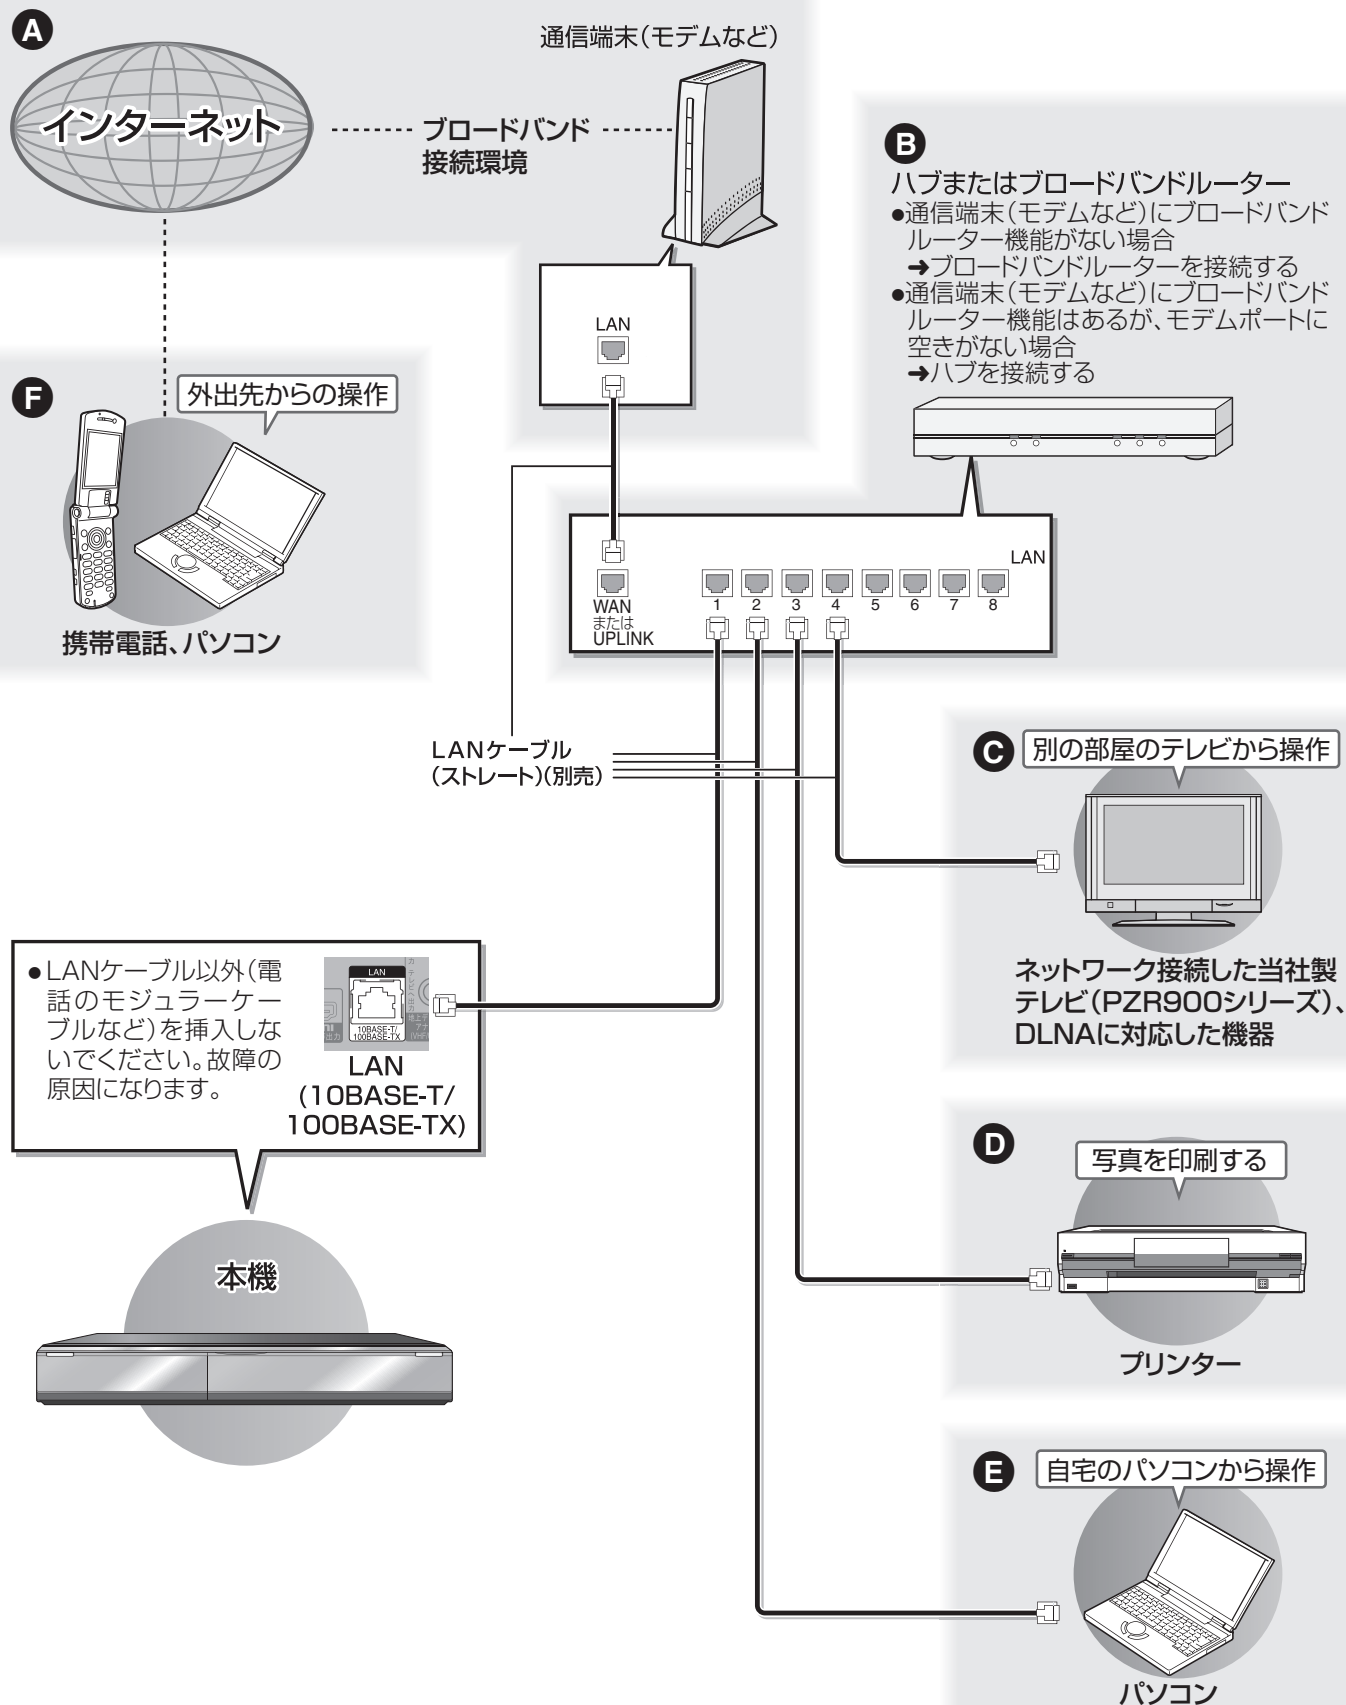 A
インターネット
ブロードバンド
接続環境
通信端末(モデムなど)
LAN
B
ハブまたはブロードバンドルーター
●通信端末(モデムなど)にブロードバンド
ルーター機能がない場合
➜ブロードバンドルーターを接続する
●通信端末(モデムなど)にブロードバンド
ルーター機能はあるが、モデムポートに
空きがない場合
➜ハブを接続する
F
外出先からの操作
携帯電話、パソコン
LAN
WAN
または
UPLINK
1 2 3 4 5 6 7 8
LANケーブル
(ストレート)(別売)
C
別の部屋のテレビから操作
ネットワーク接続した当社製
テレビ(PZR900シリーズ)、
DLNAに対応した機器
●LANケーブル以外(電
話のモジュラーケー
ブルなど)を挿入しな
いでください。故障の
原因になります。
LAN
10BASE-T/
100BASE-TX
LAN
(10BASE-T/
100BASE-TX)
本機
D
写真を印刷する
プリンター
E
自宅のパソコンから操作
パソコン